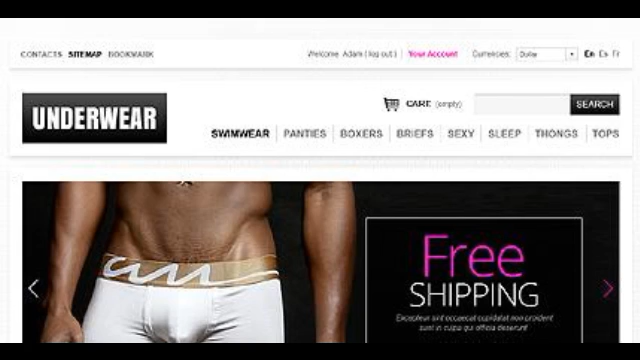 CONTACTS SITEMAP BOOKMARK
Welcome Adam ( log out ) Your Account Currencies: Dollar En Es Fr
CART (empty) SEARCH
UNDERWEAR
SWIMWEAR PANTIES BOXERS BRIEFS SEXY SLEEP THONGS TOPS
Free
SHIPPING
Excepteur sint occaecat cupidatat non proident
sunt in culpa qui officia deserunt